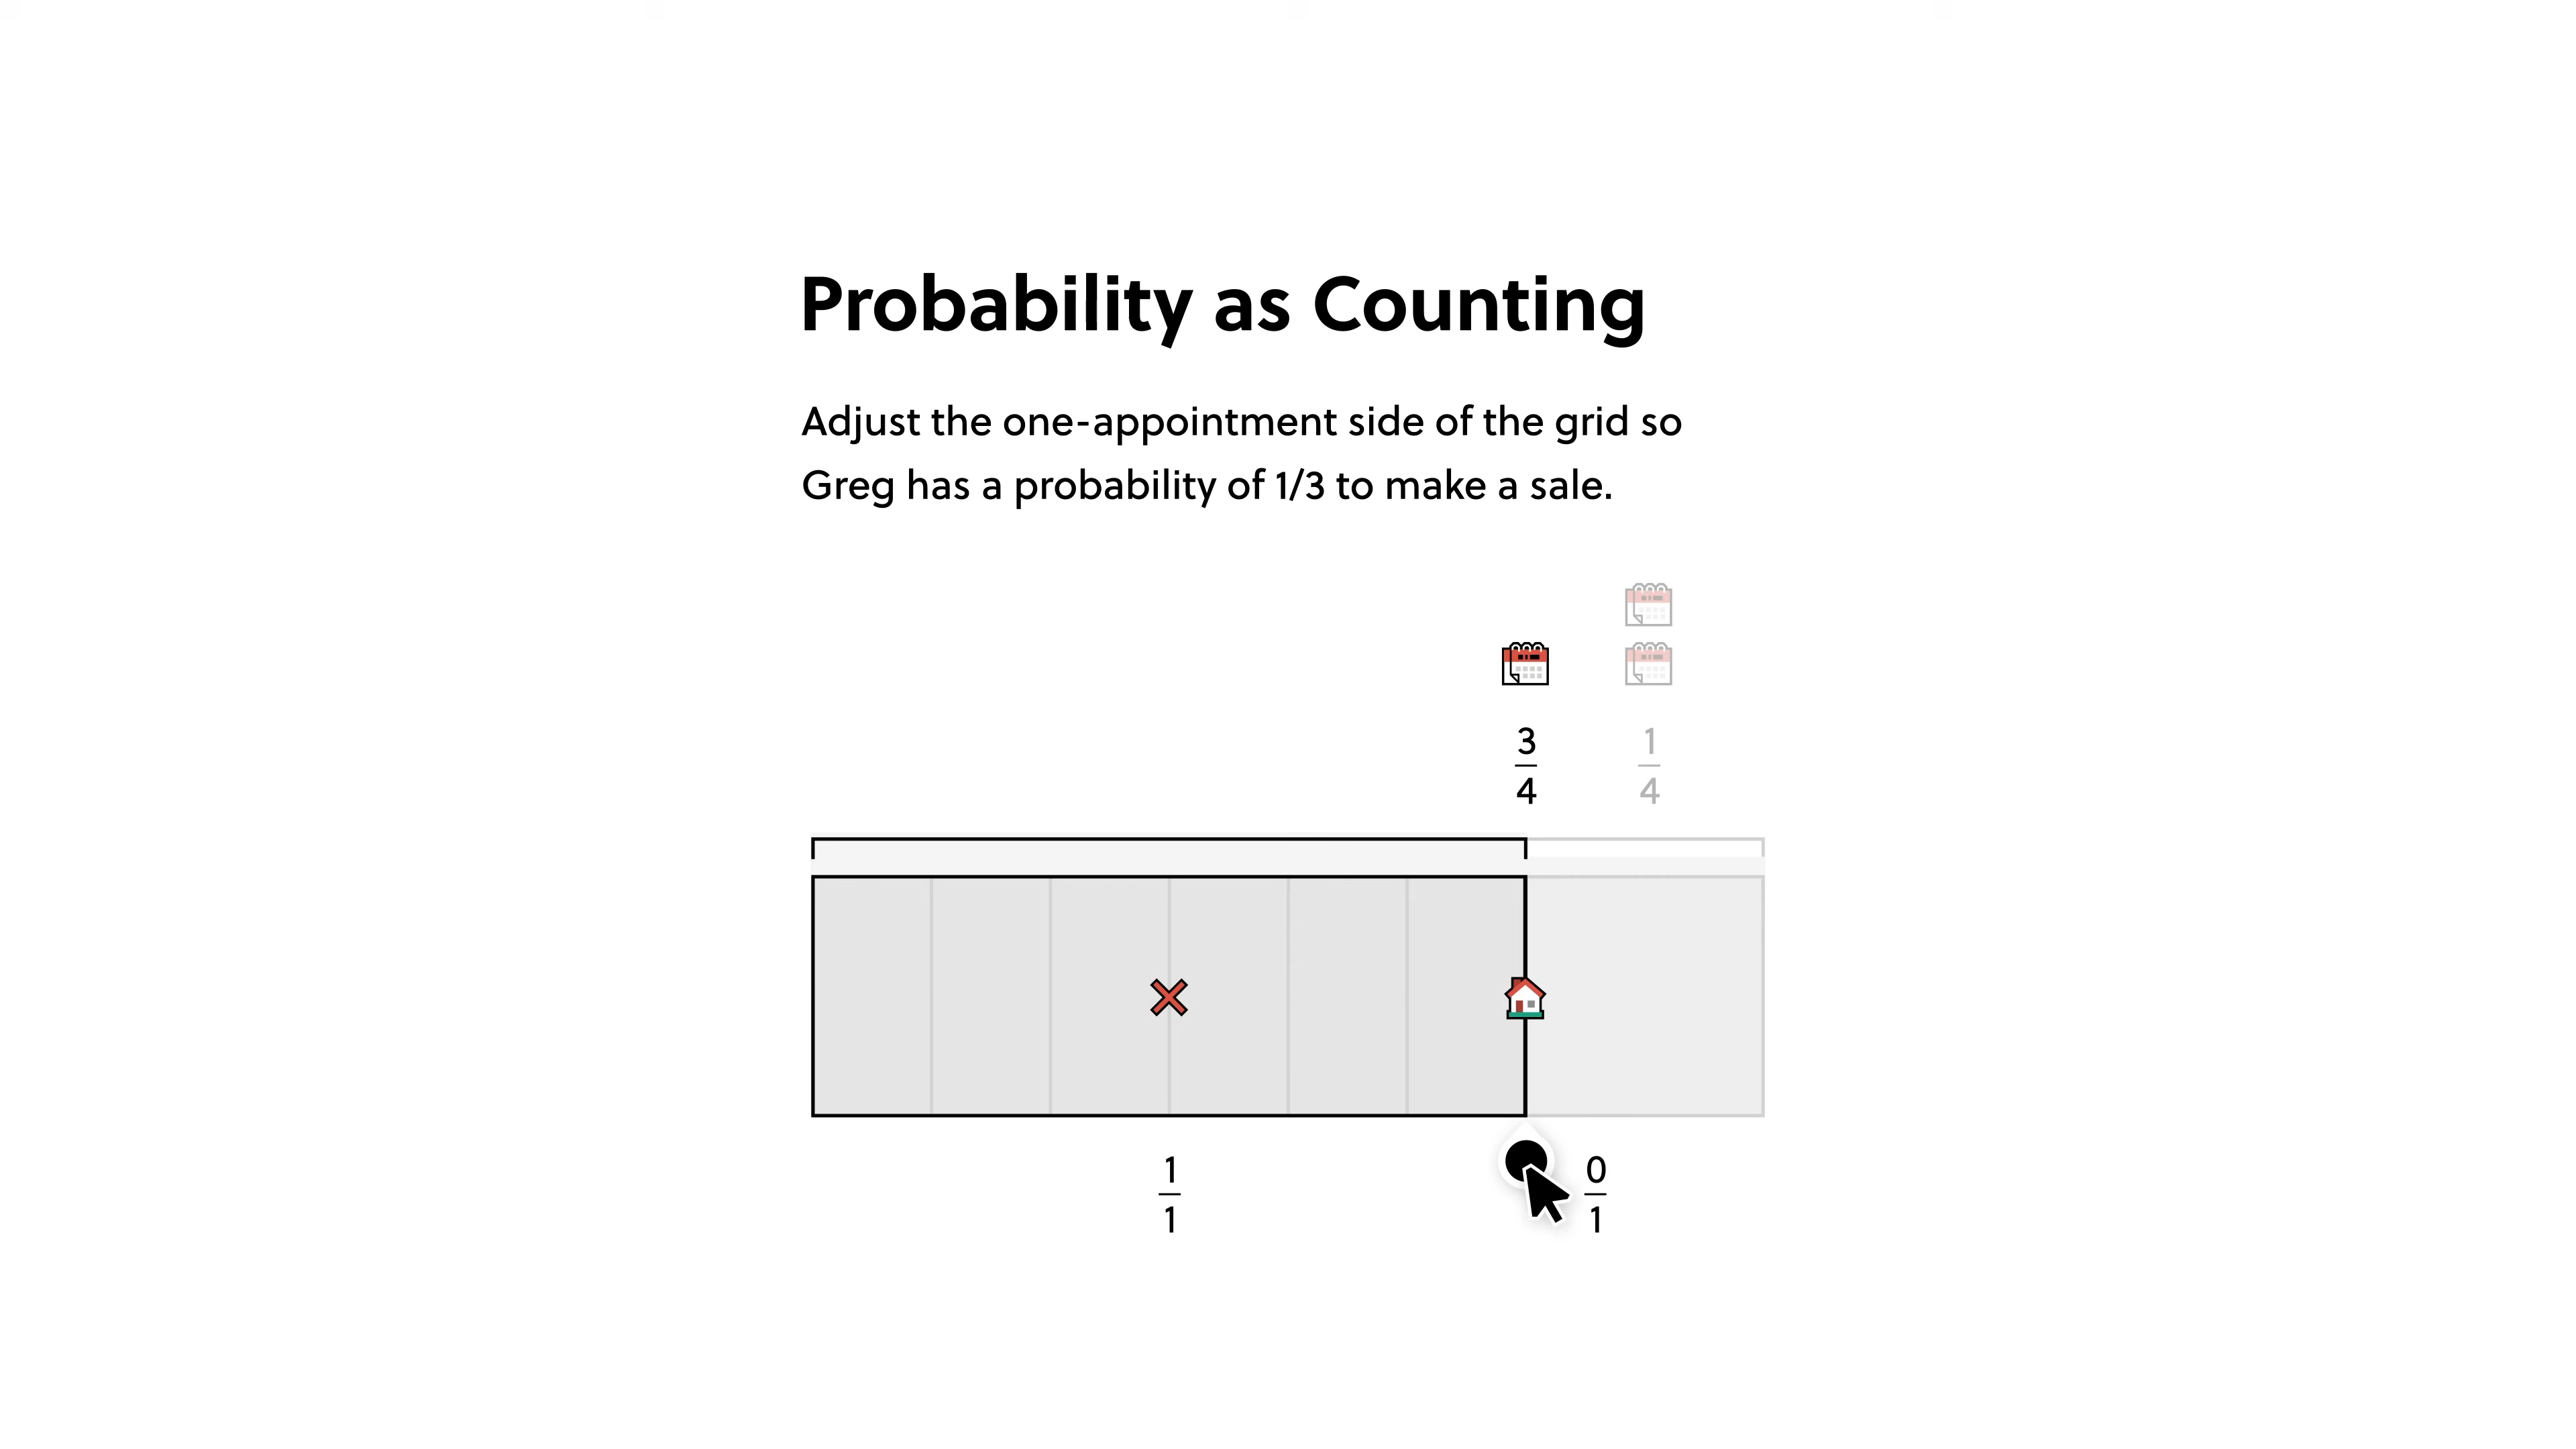 Probability as Counting
Adjust the one-appointment side of the grid so
Greg has a probability of 1/3 to make a sale.
3/4 1/4
1/1 0/1